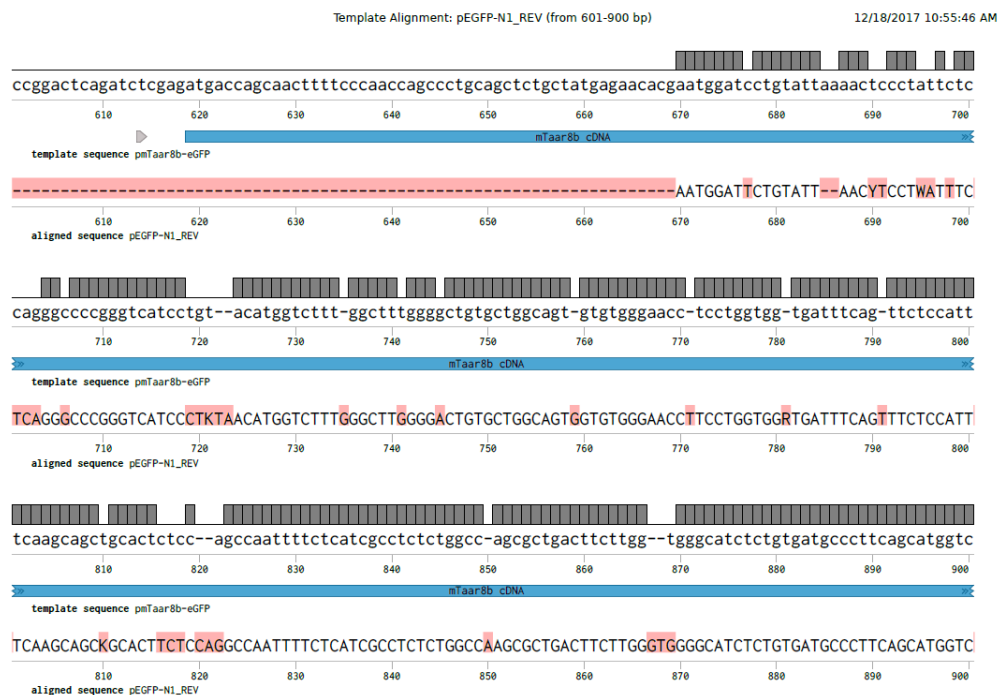 Template Alignment: pEGFP-N1_REV (from 601-900 bp) 12/18/2017 10:55:46 AM
ccggactcagatctcgagatgaccagcaacttttcccaaccagccctgcagctctgctatgagaacacgaatggatcctgtattaaaactccctattctc
610 620 630 640 650 660 670 680 690 700
mTaar8b cDNA
template sequence pmTaar8b-eGFP
---------------------------------------------------------------------AATGGATTCTGTATT--AACYTCCTWATTTC
610 620 630 640 650 660 670 680 690 700
aligned sequence pEGFP-N1_REV
cagggccccgggtcatcctgt--acatggtcttt-ggctttggggctgtgctggcagt-gtgtgggaacc-tcctggtgg-tgatttcag-ttctccatt
710 720 730 740 750 760 770 780 790 800
mTaar8b cDNA
template sequence pmTaar8b-eGFP
TCAGGGCCCGGGTCATCCCTKTAACATGGTCTTTGGGCTTGGGGACTGTGCTGGCAGTGGTGTGGGAACCTTCCTGGTGGRTGATTTCAGTTTCTCCATT
710 720 730 740 750 760 770 780 790 800
aligned sequence pEGFP-N1_REV
tcaagcagctgcactctcc--agccaattttctcatcgcctctctggcc-agcgctgacttcttgg--tgggcatctctgtgatgcccttcagcatggtc
810 820 830 840 850 860 870 880 890 900
mTaar8b cDNA
template sequence pmTaar8b-eGFP
TCAAGCAGCKGCACTTCTCCAGGCCAATTTTCTCATCGCCTCTCTGGCCAAGCGCTGACTTCTTGGGTGGGGCATCTCTGTGATGCCCTTCAGCATGGTC
810 820 830 840 850 860 870 880 890 900
aligned sequence pEGFP-N1_REV